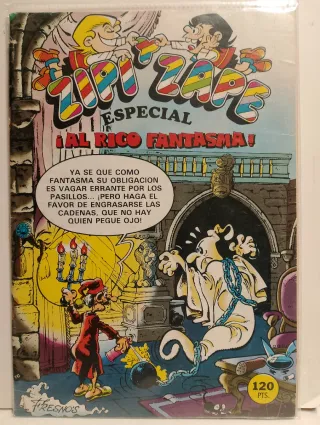 ZIPI Y ZAPE
ESPECIAL
¡AL RICO FANTASMA!
YA SE QUE COMO
FANTASMA SU OBLIGACION
ES VAGAR ERRANTE POR LOS
PASILLOS... ¡PERO HAGA EL
FAVOR DE ENGRASARSE LAS
CADENAS, QUE NO HAY
QUIEN PEGUE OJO!
120
PTS.
FRESNO'S